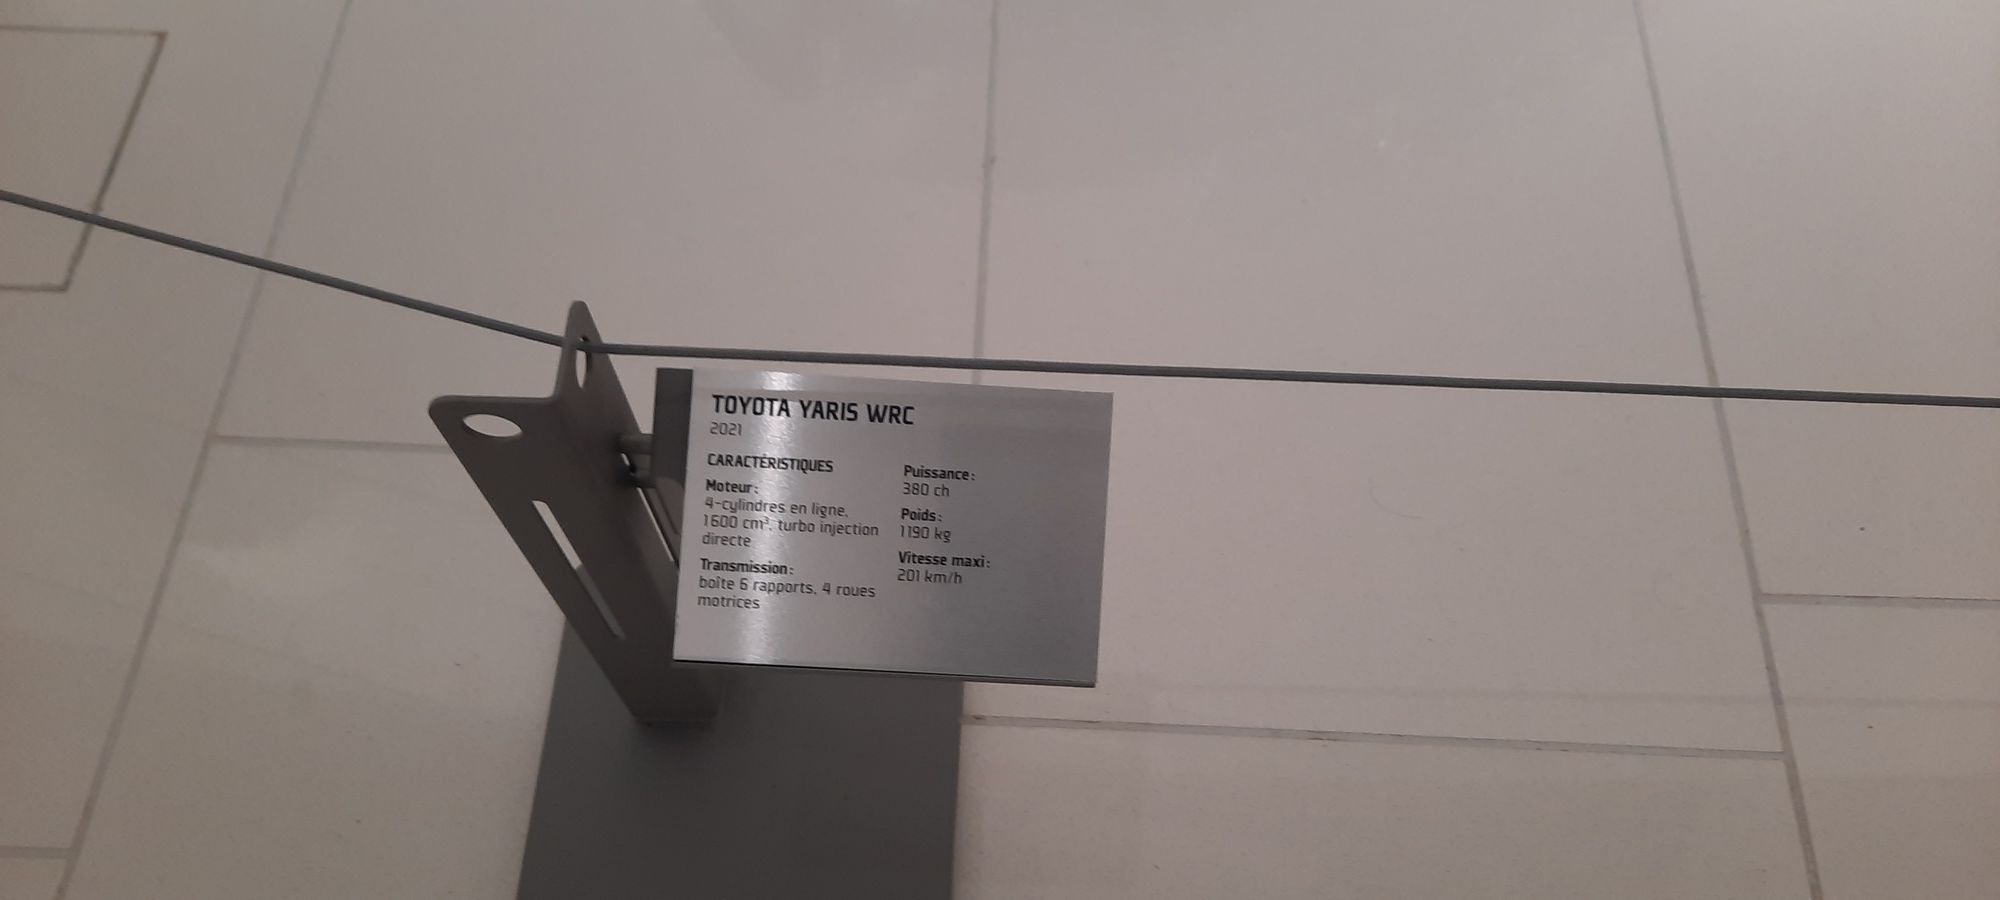 TOYOTA YARIS WRC
2021
CARACTÉRISTIQUES
Moteur:
4-cylindres en ligne,
1600 cm³, turbo injection
directe
Transmission:
boîte 6 rapports, 4 roues
motrices
Puissance:
380 ch
Poids:
1190 kg
Vitesse maxi:
201 km/h